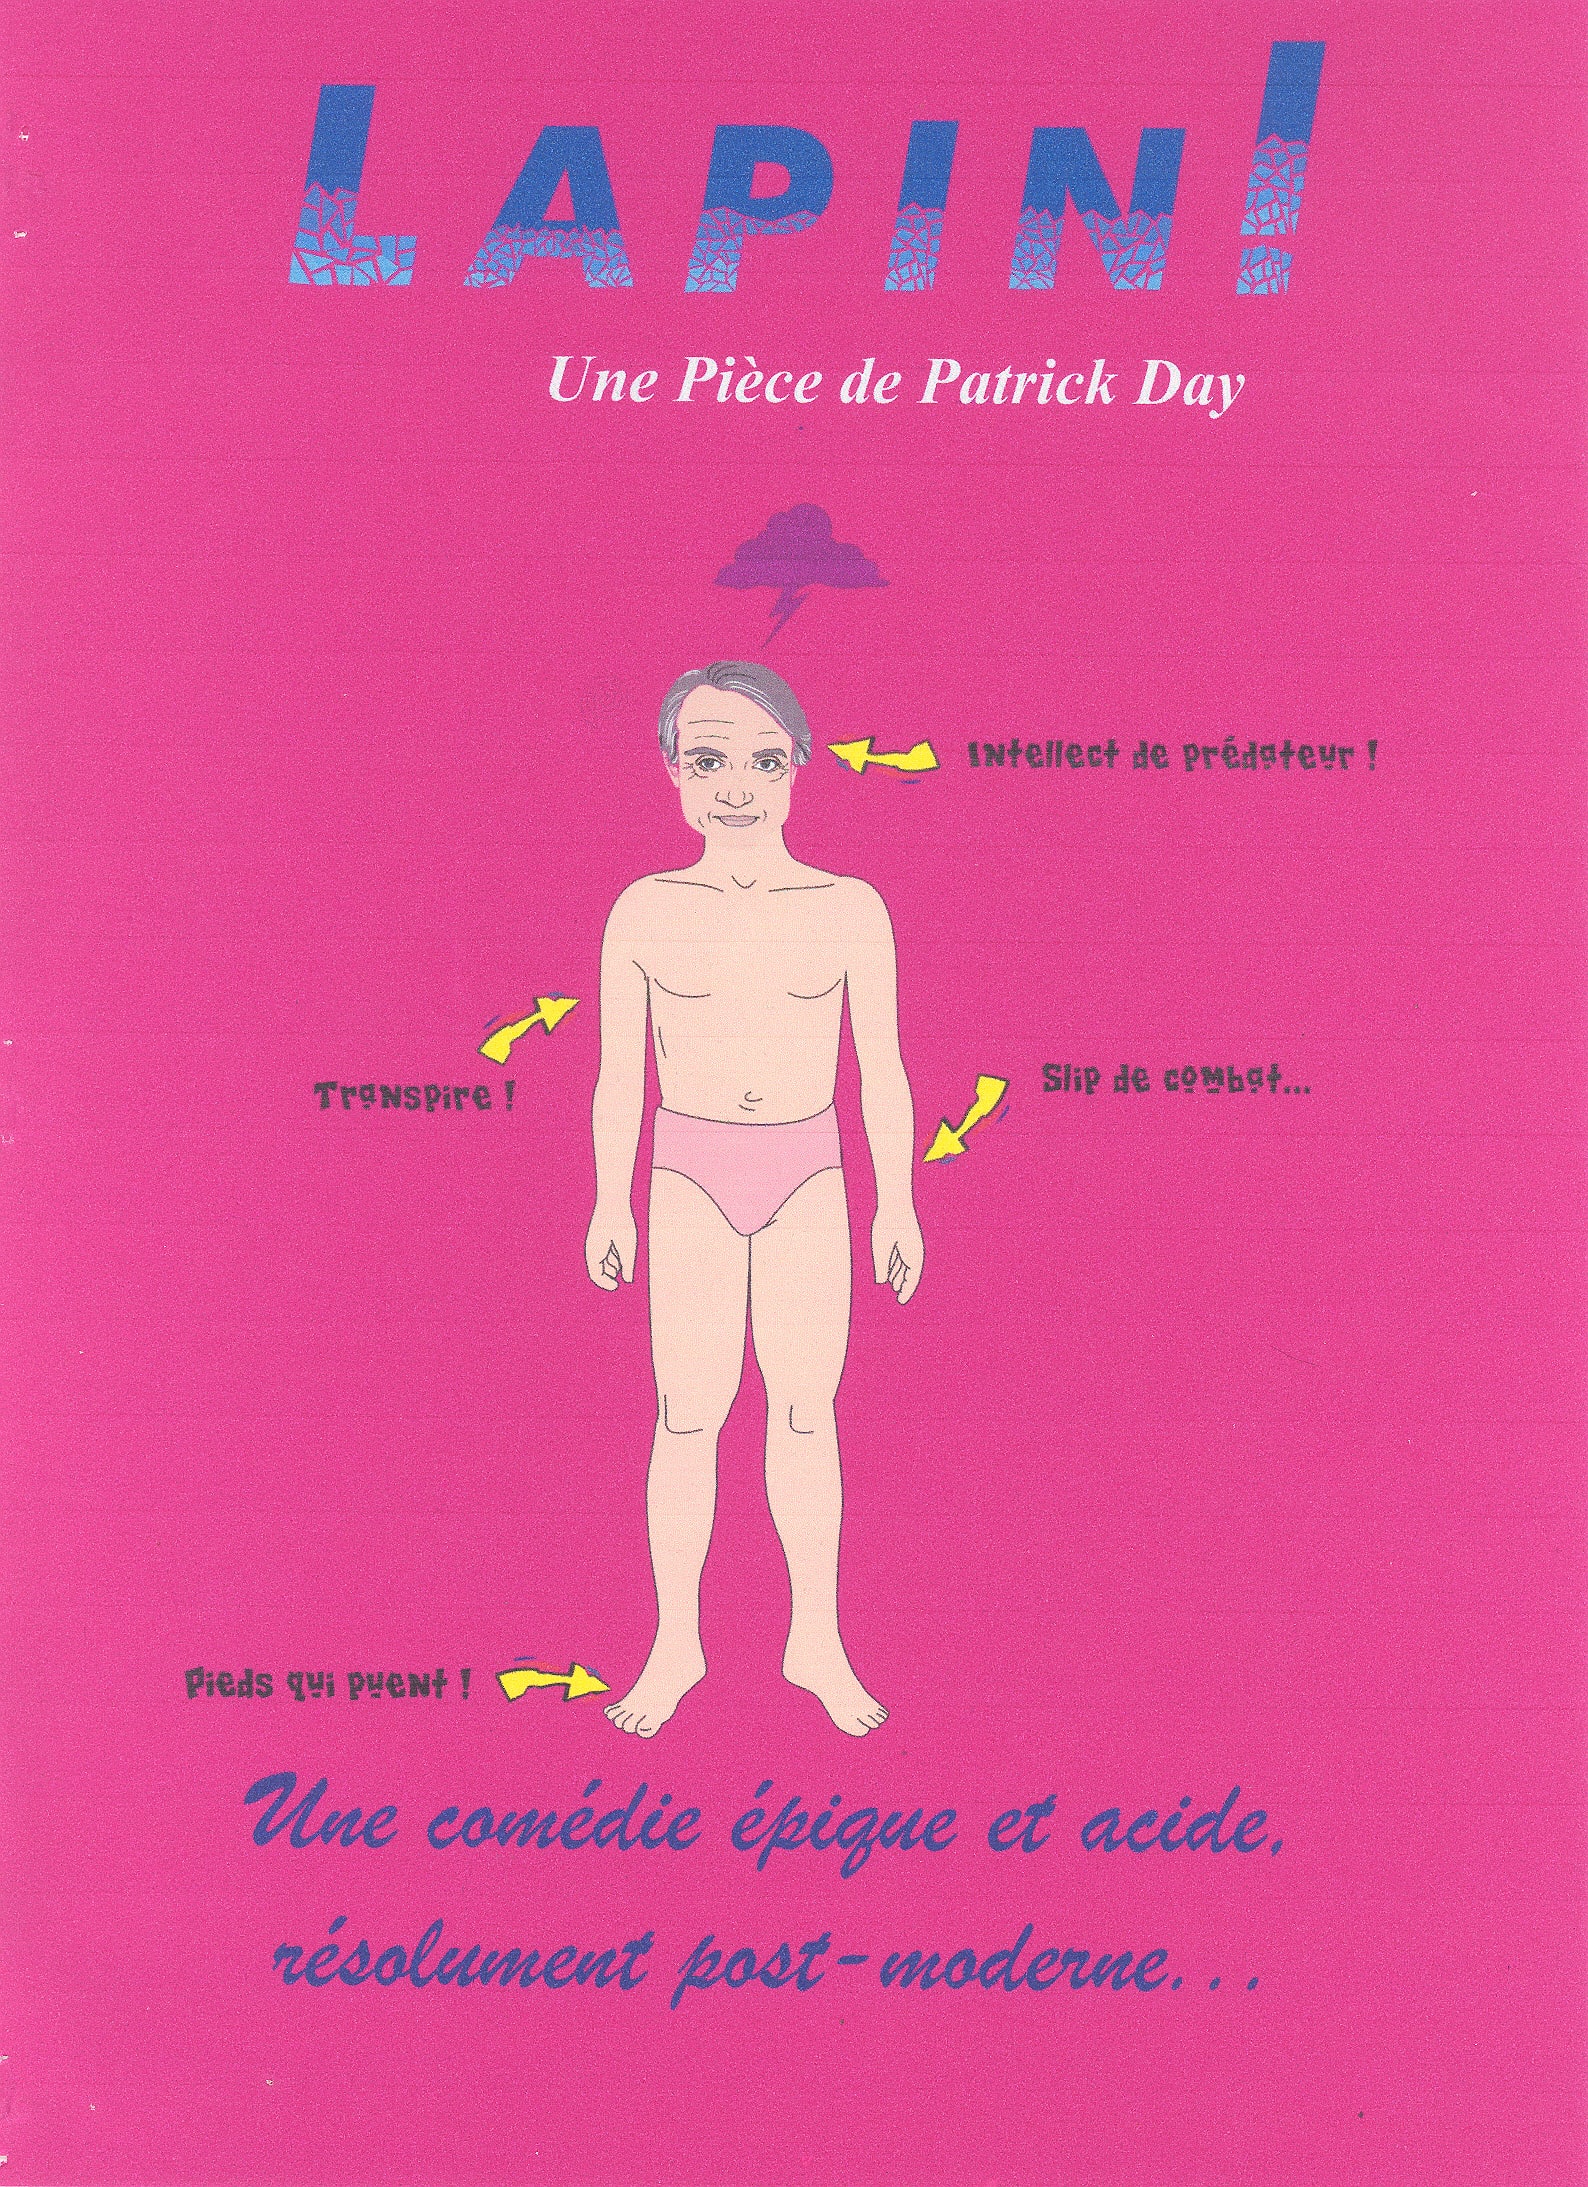 LAPIN!
Une Pièce de Patrick Day
Intellect de prédateur !
Transpire !
Slip de combat...
Pieds qui puent !
Une comédie épique et acide,
résolument post-moderne...